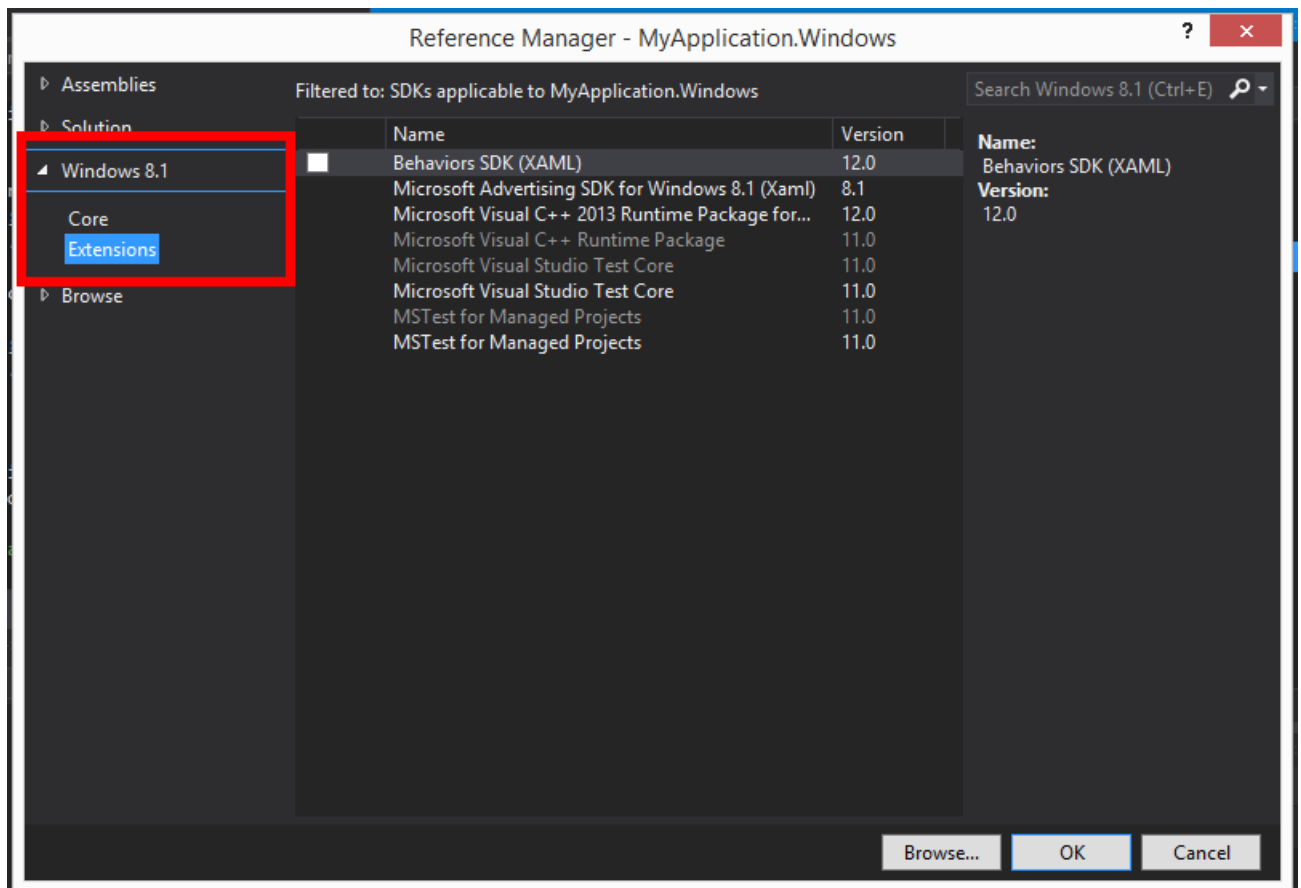 Reference Manager - MyApplication.Windows
?
Assemblies
Filtered to: SDKs applicable to MyApplication.Windows
Search Windows 8.1 (Ctrl+E)
Solution
Name Version
Windows 8.1
Behaviors SDK (XAML) 12.0
Microsoft Advertising SDK for Windows 8.1 (Xaml) 8.1
Microsoft Visual C++ 2013 Runtime Package for... 12.0
Core
Microsoft Visual C++ Runtime Package 11.0
Extensions
Microsoft Visual Studio Test Core 11.0
Microsoft Visual Studio Test Core 11.0
Browse
MSTest for Managed Projects 11.0
MSTest for Managed Projects 11.0
Name:
Behaviors SDK (XAML)
Version:
12.0
Browse...
OK
Cancel